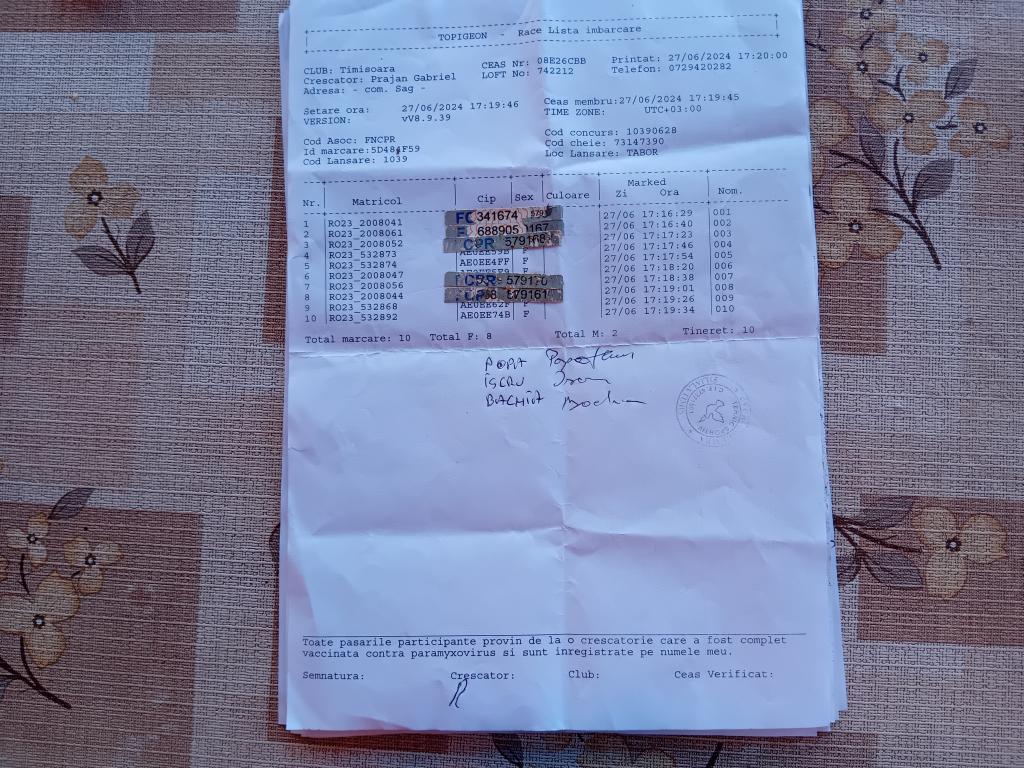 TOPIGEON - Race Lista imbarcare
CLUB: Timisoara CEAS Nr: 08E26CBB Printat: 27/06/2024 17:20:00
Crescator: Prajan Gabriel LOFT No: 742212 Telefon: 0729420282
Adresa: - com. Sag -
Setare ora: 27/06/2024 17:19:46 Ceas membru:27/06/2024 17:19:45
VERSION: vV8.9.39 TIME ZONE: UTC+03:00
Cod Asoc: FNCPR Cod concurs: 10390628
Id marcare:5D484F59 Cod cheie: 73147390
Cod Lansare: 1039 Loc Lansare: TABOR
Marked
Nr. Matricol Cip Sex Culoare Zi Ora Nom.
1 RO23_2008041 341674 27/06 17:16:29 001
2 RO23_2008061 688905 27/06 17:16:40 002
3 RO23_2008052 CPR 27/06 17:17:23 003
4 RO23_532873 F 27/06 17:17:46 004
5 RO23_532874 AE0EE4FF F 27/06 17:17:54 005
6 RO23_2008047 27/06 17:18:20 006
7 RO23_2008056 27/06 17:18:38 007
8 RO23_2008044 579161 27/06 17:19:01 008
9 RO23_532868 AE0EE62F F 27/06 17:19:26 009
10 RO23_532892 AE0EE74B F 27/06 17:19:34 010
Total marcare: 10 Total F: 8 Total M: 2 Tineret: 10
POPA
ISCRU
Toate pasarile participante provin de la o crescatorie care a fost complet
vaccinata contra paramyxovirus si sunt inregistrate pe numele meu.
Semnatura: Crescator: Club: Ceas Verificat: